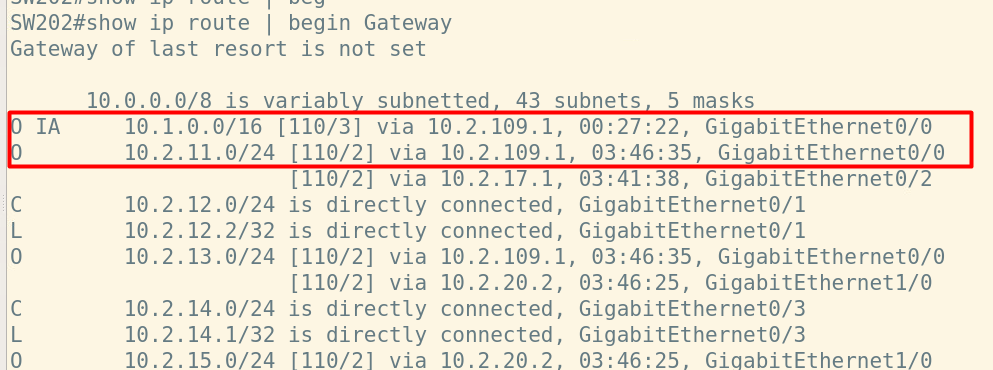 SW202#show ip route | beg
SW202#show ip route | begin Gateway
Gateway of last resort is not set
10.0.0.0/8 is variably subnetted, 43 subnets, 5 masks
O IA     10.1.0.0/16 [110/3] via 10.2.109.1, 00:27:22, GigabitEthernet0/0
O        10.2.11.0/24 [110/2] via 10.2.109.1, 03:46:35, GigabitEthernet0/0
                      [110/2] via 10.2.17.1, 03:41:38, GigabitEthernet0/2
C        10.2.12.0/24 is directly connected, GigabitEthernet0/1
L        10.2.12.2/32 is directly connected, GigabitEthernet0/1
O        10.2.13.0/24 [110/2] via 10.2.109.1, 03:46:35, GigabitEthernet0/0
                      [110/2] via 10.2.20.2, 03:46:25, GigabitEthernet1/0
C        10.2.14.0/24 is directly connected, GigabitEthernet0/3
L        10.2.14.1/32 is directly connected, GigabitEthernet0/3
O        10.2.15.0/24 [110/2] via 10.2.20.2, 03:46:25, GigabitEthernet1/0